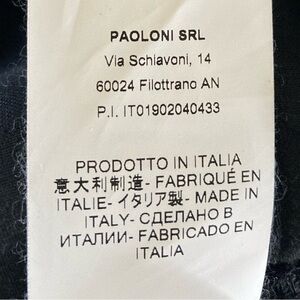 PAOLONI SRL
Via Schiavoni, 14
60024 Filottrano AN
P.I. IT01902040433
PRODOTTO IN ITALIA
意大利制造- FABRIQUÉ EN
ITALIE- イタリア製- MADE IN
ITALY- СДЕЛАНО В
ИТАЛИИ- FABRICADO EN
ITALIA